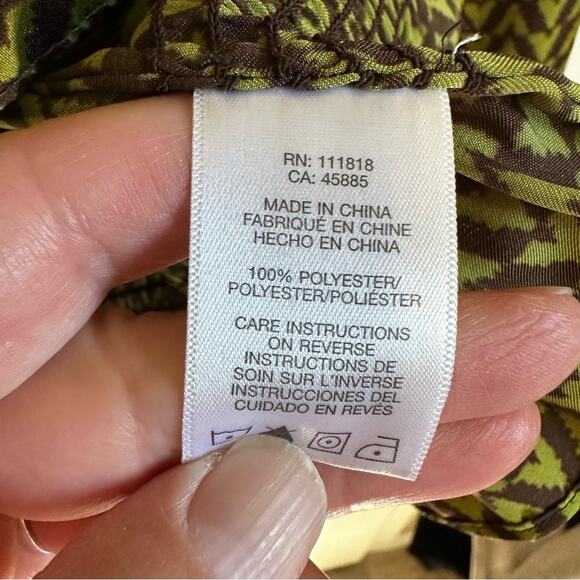 RN: 111818
CA: 45885
MADE IN CHINA
FABRIQUÉ EN CHINE
HECHO EN CHINA
100% POLYESTER/
POLYESTER/POLIÉSTER
CARE INSTRUCTIONS
ON REVERSE
INSTRUCTIONS DE
SOIN SUR L'INVERSE
INSTRUCCIONES DEL
CUIDADO EN REVÉS